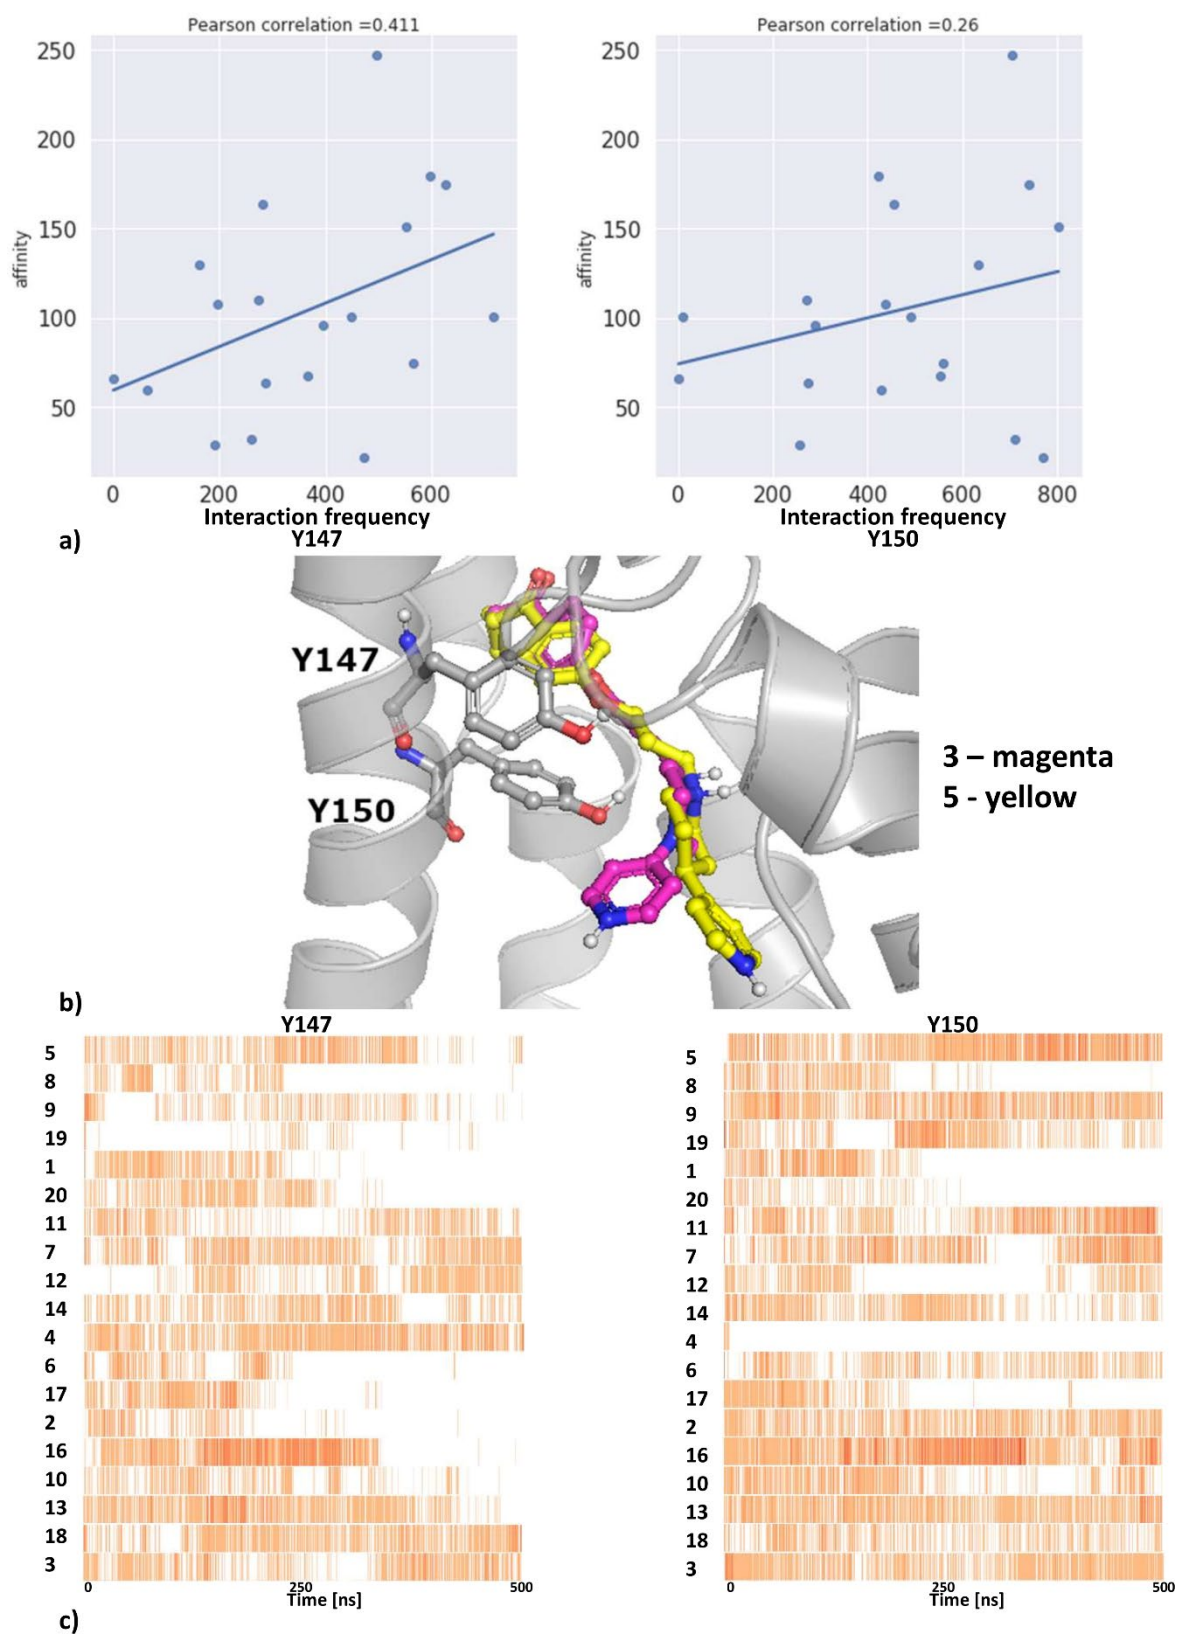 Pearson correlation =0.411
Pearson correlation =0.26
250
200
150
100
50
affinity
0 200 400 600
Interaction frequency
Y147
250
200
150
100
50
affinity
0 200 400 600 800
Interaction frequency
Y150
a)
Y147
Y150
3 – magenta
5 - yellow
b)
Y147
5
8
9
19
1
20
11
7
12
14
4
6
17
2
16
10
13
18
3
0 250 500
Time [ns]
Y150
5
8
9
19
1
20
11
7
12
14
4
6
17
2
16
10
13
18
3
0 250 500
Time [ns]
c)